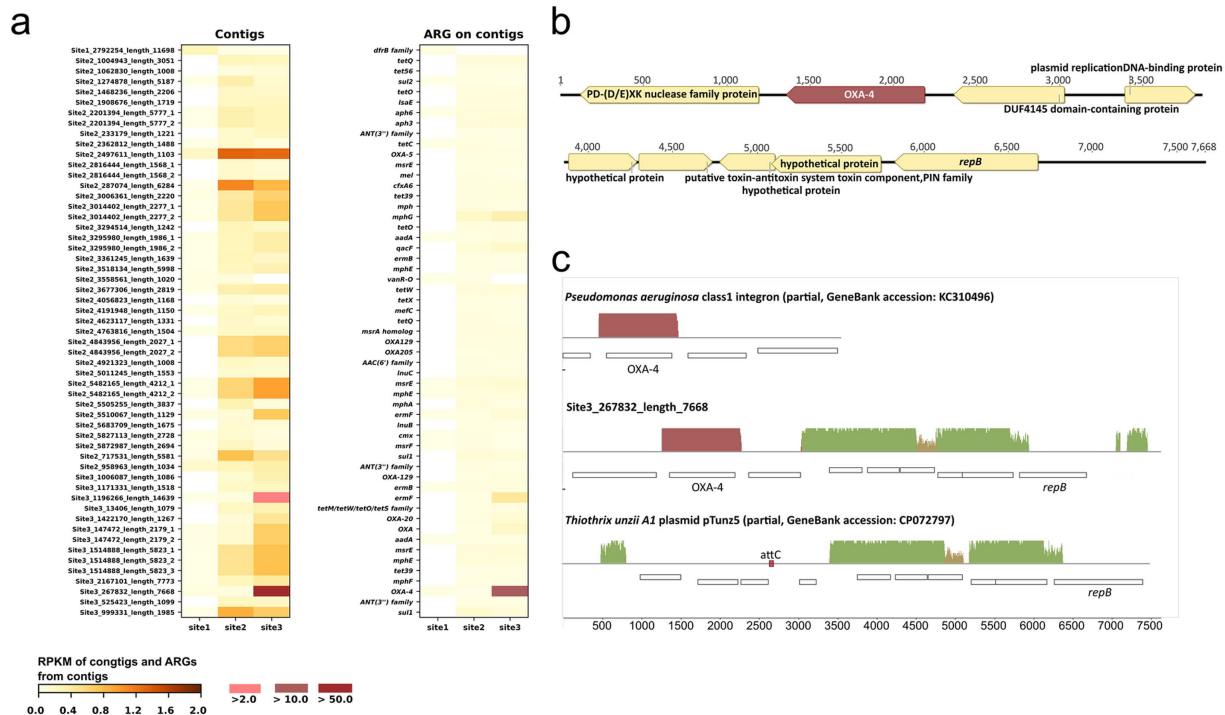 a
Contigs
Site1_2792254_length_11698
Site2_1004943_length_3051
Site2_1062830_length_1008
Site2_1274878_length_5187
Site2_1468236_length_2206
Site2_1908676_length_1719
Site2_2201394_length_5777_1
Site2_2201394_length_5777_2
Site2_233179_length_1221
Site2_2362812_length_1488
Site2_2497611_length_1103
Site2_2816444_length_1568_1
Site2_2816444_length_1568_2
Site2_287074_length_6284
Site2_3006361_length_2220
Site2_3014402_length_2277_1
Site2_3014402_length_2277_2
Site2_3294514_length_1242
Site2_3295980_length_1986_1
Site2_3295980_length_1986_2
Site2_3361245_length_1639
Site2_3518134_length_5998
Site2_3558561_length_1020
Site2_3677306_length_2819
Site2_4056823_length_1168
Site2_4191948_length_1150
Site2_4623117_length_1331
Site2_4763816_length_1504
Site2_4843956_length_2027_1
Site2_4843956_length_2027_2
Site2_4921323_length_1008
Site2_5011245_length_1553
Site2_5482165_length_4212_1
Site2_5482165_length_4212_2
Site2_5505255_length_3837
Site2_5510067_length_1129
Site2_5683709_length_1675
Site2_5827113_length_2728
Site2_5872987_length_2694
Site2_717531_length_5581
Site2_958963_length_1034
Site3_1006087_length_1086
Site3_1171331_length_1518
Site3_1196266_length_14639
Site3_13406_length_1079
Site3_1422170_length_1267
Site3_147472_length_2179_1
Site3_147472_length_2179_2
Site3_1514888_length_5823_1
Site3_1514888_length_5823_2
Site3_1514888_length_5823_3
Site3_2167101_length_7773
Site3_267832_length_7668
Site3_525423_length_1099
Site3_999331_length_1985
site1 site2 site3
ARG on contigs
dfrB family
tetQ
tet56
sul2
tetO
lsaE
aph6
aph3
ANT(3'') family
tetC
OXA-5
msrE
mel
cfxA6
tet39
mph
mphG
tetO
aadA
qacF
ermB
mphE
vanR-O
tetW
tetX
mefC
tetQ
msrA homolog
OXA129
OXA205
AAC(6') family
lnuC
msrE
mphE
mphA
ermF
lnuB
cmx
msrF
sul1
ANT(3'') family
OXA-129
ermB
ermF
tetM/tetW/tetO/tetS family
OXA-20
OXA
aadA
msrE
mphE
tet39
mphF
OXA-4
ANT(3'') family
sul1
site1 site2 site3
RPKM of congtigs and ARGs
from contigs
0.0 0.4 0.8 1.2 1.6 2.0
>2.0 > 10.0 > 50.0
b
plasmid replicationDNA-binding protein
1 500 1,000 1,500 2,000 2,500 3,000 3,500
PD-(D/E)XK nuclease family protein OXA-4
DUF4145 domain-containing protein
4,000 4,500 5,000 5,500 6,000 6,500 7,000 7,500 7,668
hypothetical protein repB
hypothetical protein putative toxin-antitoxin system toxin component,PIN family
hypothetical protein
c
Pseudomonas aeruginosa class1 integron (partial, GeneBank accession: KC310496)
OXA-4
Site3_267832_length_7668
OXA-4 repB
Thiothrix unzii A1 plasmid pTunz5 (partial, GeneBank accession: CP072797)
attC
repB
500 1000 1500 2000 2500 3000 3500 4000 4500 5000 5500 6000 6500 7000 7500